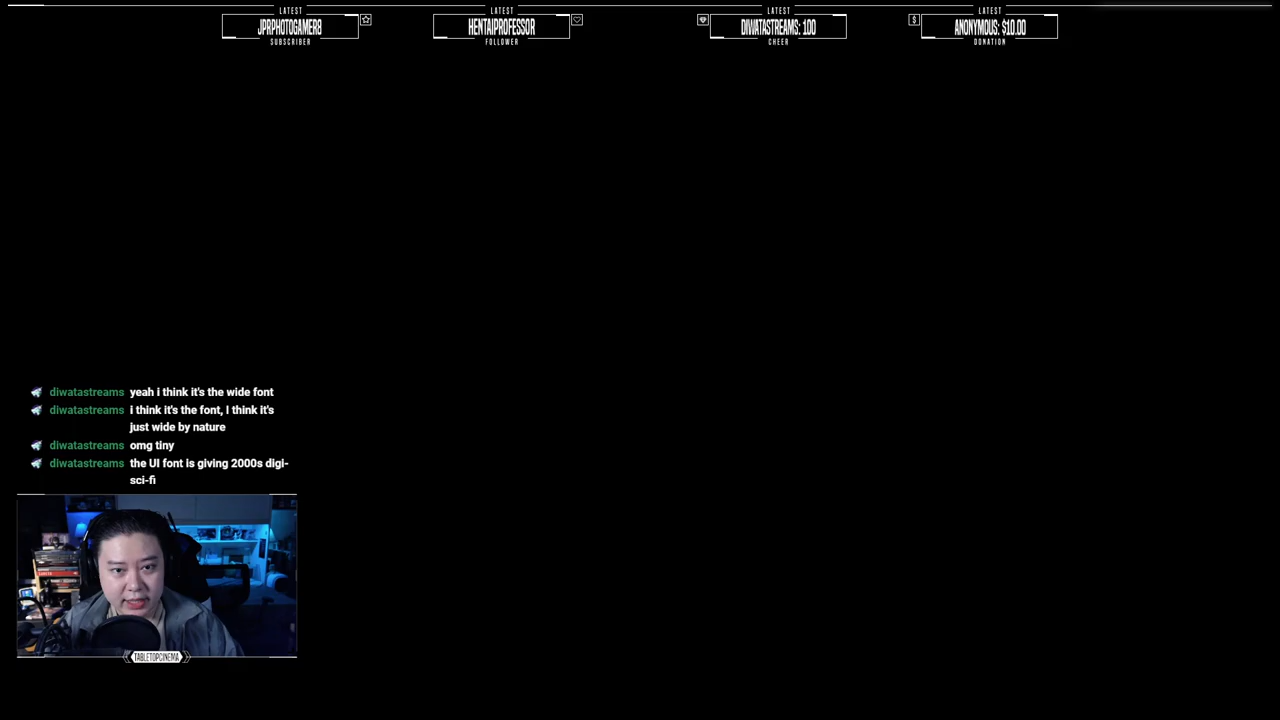 LATEST
JPRPHOTOGAMER8
SUBSCRIBER
LATEST
HENTAIPROFESSOR
FOLLOWER
LATEST
DIWATASTREAMS: 100
CHEER
LATEST
$
ANONYMOUS: $10.00
DONATION
diwatastreams yeah i think it's the wide font
diwatastreams i think it's the font, I think it's
just wide by nature
diwatastreams omg tiny
diwatastreams the UI font is giving 2000s digi-
sci-fi
TABLETOPCINEMA